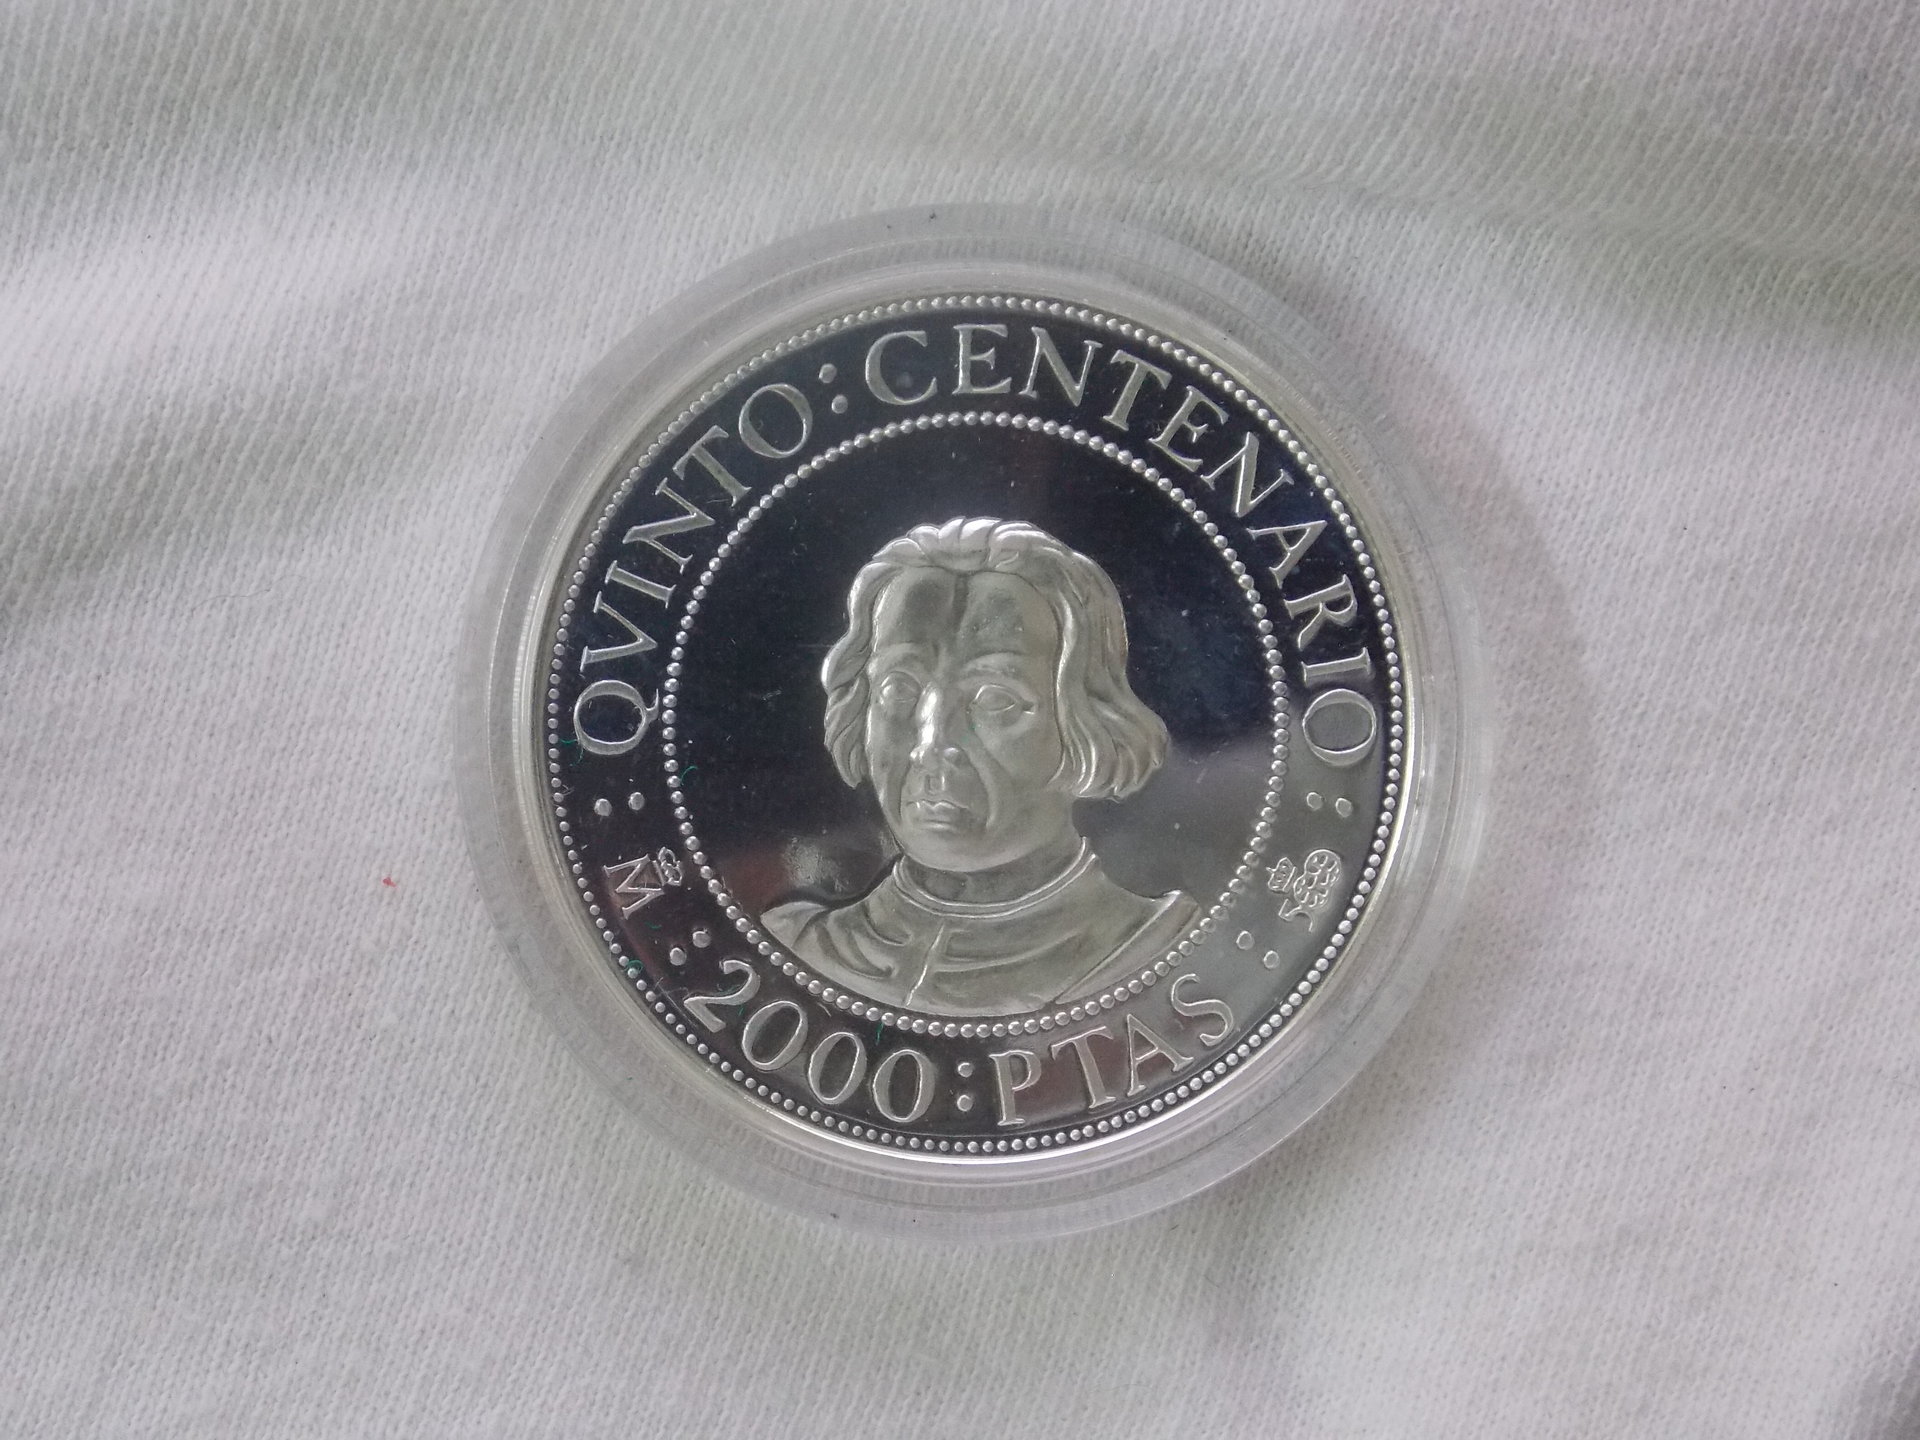 QVINTO : CENTENARIO
M
2000 : PTAS